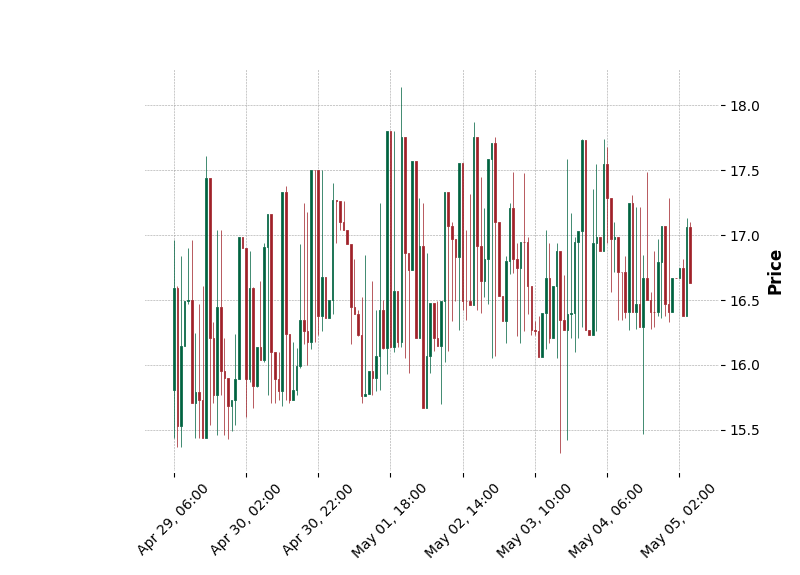 18.0
17.5
17.0
16.5
16.0
15.5
Price
Apr 29, 06:00
Apr 30, 02:00
Apr 30, 22:00
May 01, 18:00
May 02, 14:00
May 03, 10:00
May 04, 06:00
May 05, 02:00